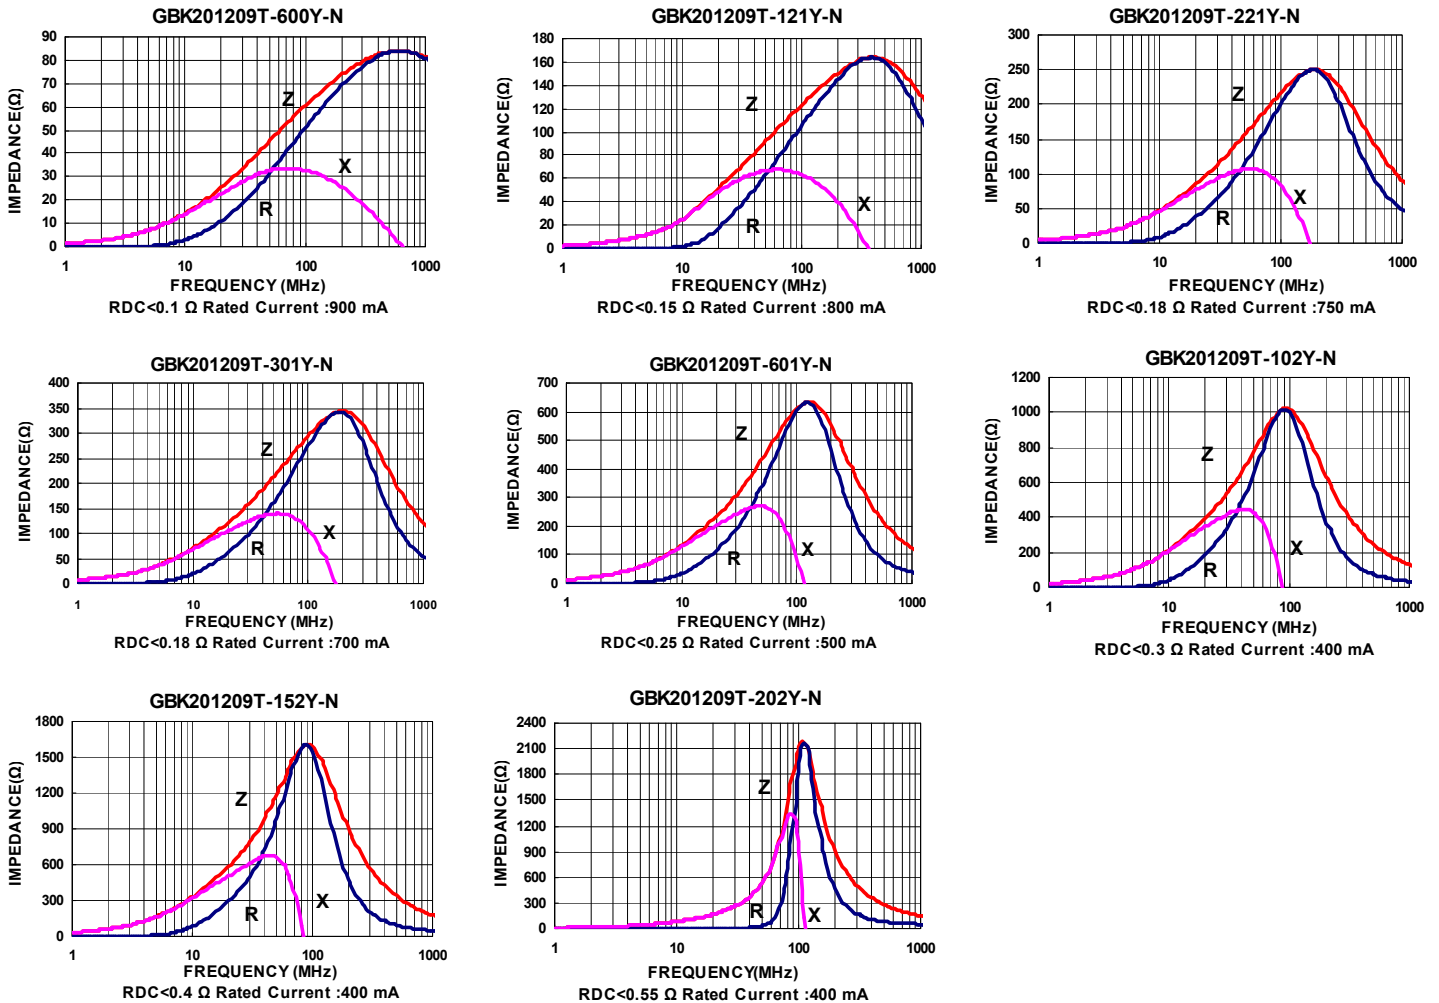 GBK201209T-600Y-N
IMPEDANCE(Ω)
90
80
70
60
50
40
30
20
10
0
Z
X
R
1 10 100 1000
FREQUENCY (MHz)
RDC<0.1 Ω Rated Current :900 mA
GBK201209T-121Y-N
IMPEDANCE(Ω)
180
160
140
120
100
80
60
40
20
0
Z
X
R
1 10 100 1000
FREQUENCY (MHz)
RDC<0.15 Ω Rated Current :800 mA
GBK201209T-221Y-N
IMPEDANCE(Ω)
300
250
200
150
100
50
0
Z
X
R
1 10 100 1000
FREQUENCY (MHz)
RDC<0.18 Ω Rated Current :750 mA
GBK201209T-301Y-N
IMPEDANCE(Ω)
400
350
300
250
200
150
100
50
0
Z
X
R
1 10 100 1000
FREQUENCY (MHz)
RDC<0.18 Ω Rated Current :700 mA
GBK201209T-601Y-N
IMPEDANCE(Ω)
700
600
500
400
300
200
100
0
Z
X
R
1 10 100 1000
FREQUENCY (MHz)
RDC<0.25 Ω Rated Current :500 mA
GBK201209T-102Y-N
IMPEDANCE(Ω)
1200
1000
800
600
400
200
0
Z
X
R
1 10 100 1000
FREQUENCY (MHz)
RDC<0.3 Ω Rated Current :400 mA
GBK201209T-152Y-N
IMPEDANCE(Ω)
1800
1500
1200
900
600
300
0
Z
X
R
1 10 100 1000
FREQUENCY (MHz)
RDC<0.4 Ω Rated Current :400 mA
GBK201209T-202Y-N
IMPEDANCE(Ω)
2400
2100
1800
1500
1200
900
600
300
0
Z
R
X
1 10 100 1000
FREQUENCY(MHz)
RDC<0.55 Ω Rated Current :400 mA